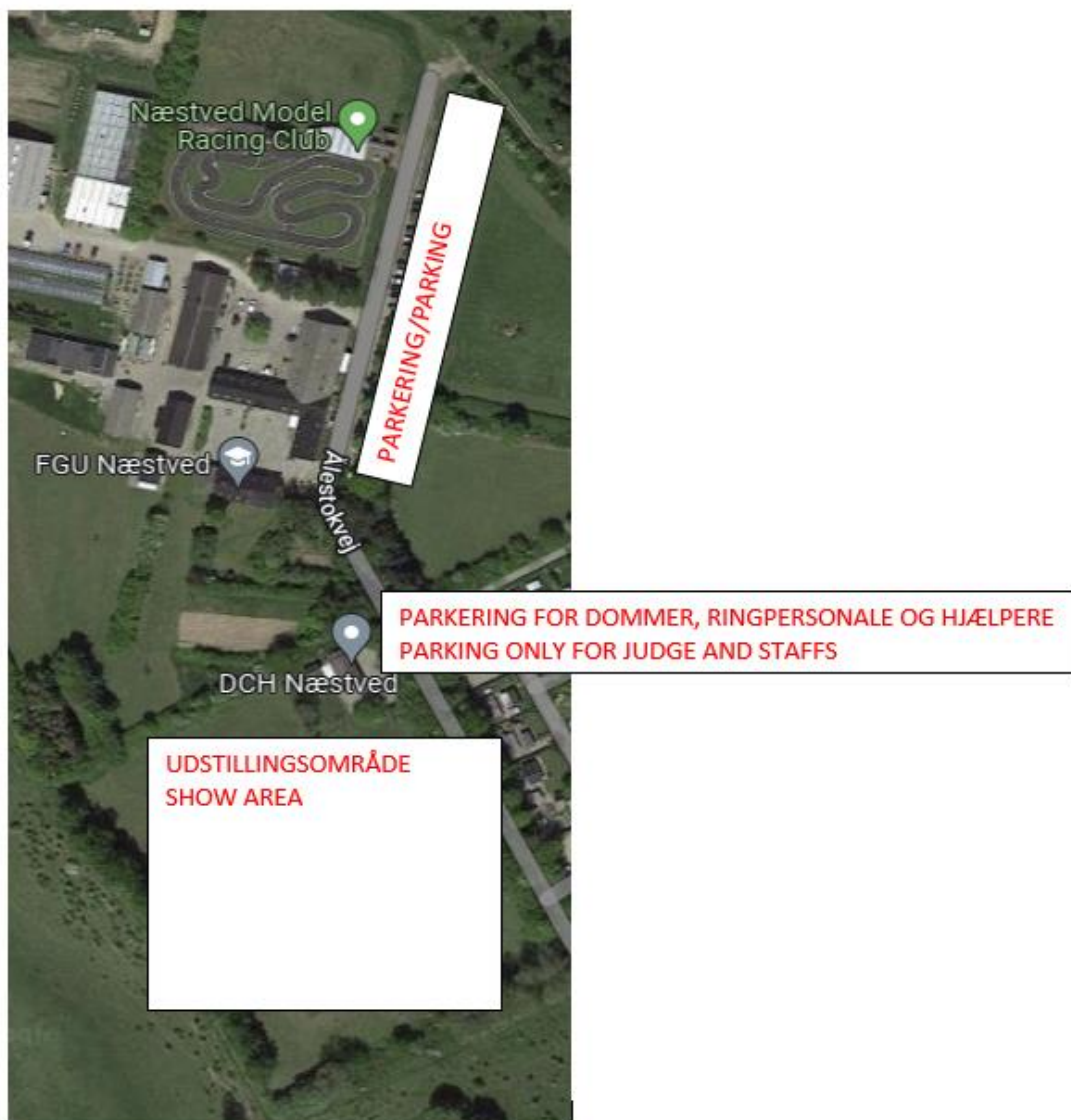 Næstved Model
Racing Club
PARKERING/PARKING
FGU Næstved
Ålestokvej
PARKERING FOR DOMMER, RINGPERSONALE OG HJÆLPERE
PARKING ONLY FOR JUDGE AND STAFFS
DCH Næstved
UDSTILLINGSOMRÅDE
SHOW AREA